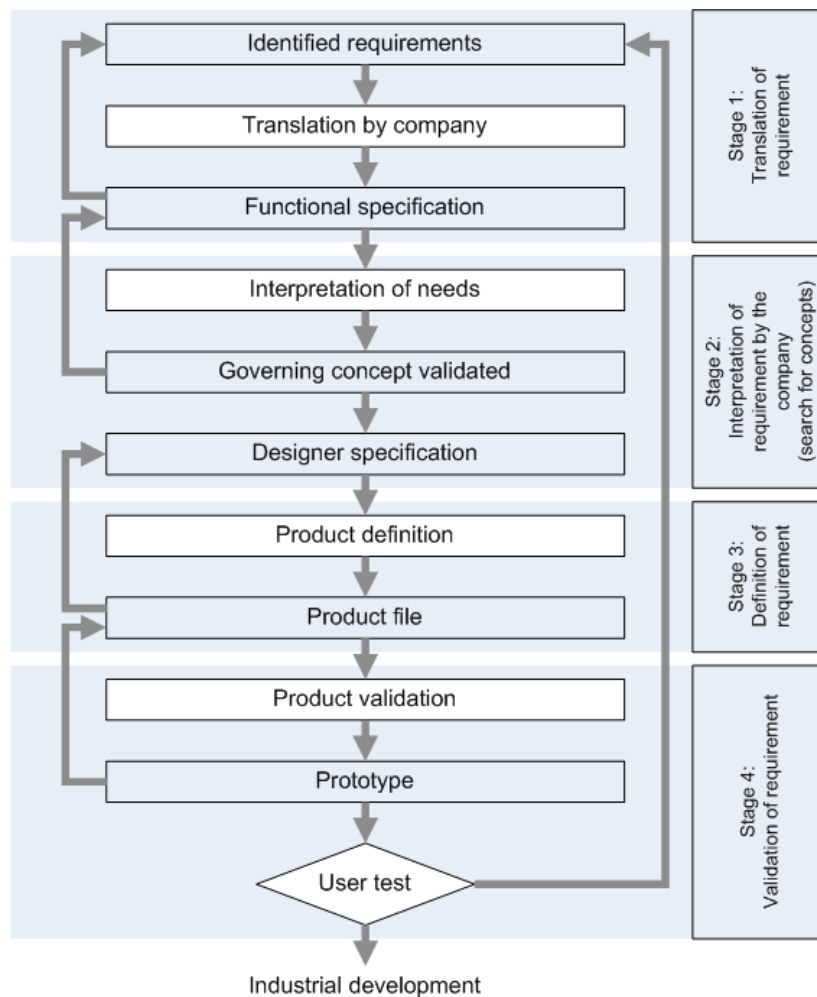 Identified requirements
Translation by company
Functional specification
Stage 1:
Translation of
requirement
Interpretation of needs
Governing concept validated
Designer specification
Stage 2:
Interpretation of
requirement by the
company
(search for concepts)
Product definition
Product file
Stage 3:
Definition of
requirement
Product validation
Prototype
User test
Stage 4:
Validation of requirement
Industrial development